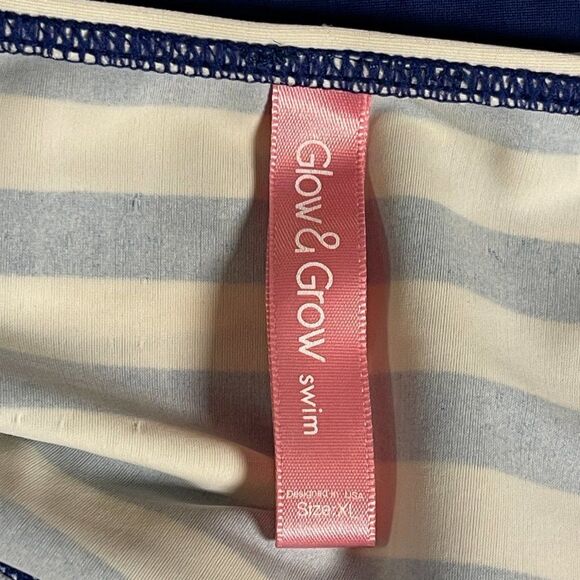 Glow & Grow swim
Designed in USA
Size: XL